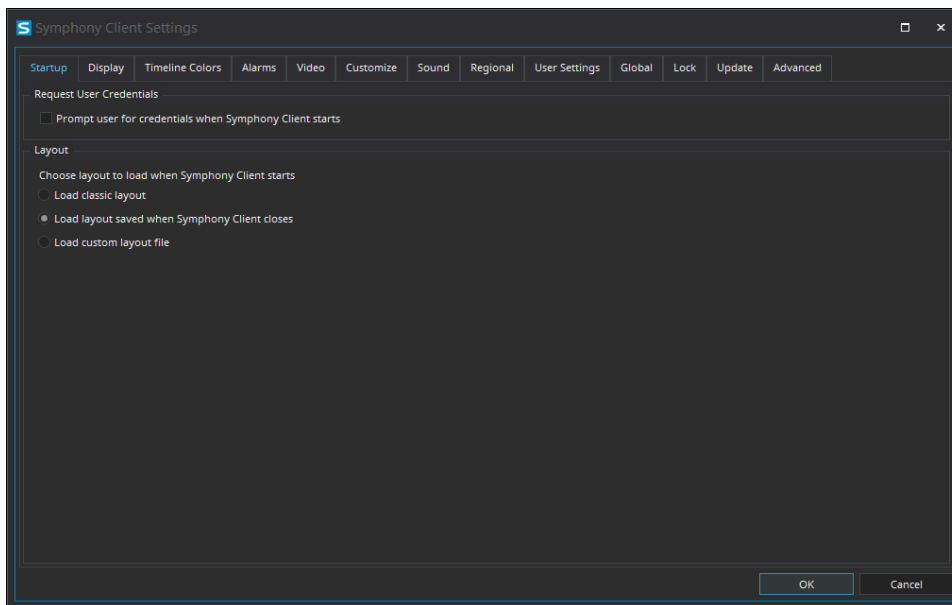 S Symphony Client Settings
Startup Display Timeline Colors Alarms Video Customize Sound Regional User Settings Global Lock Update Advanced
Request User Credentials
Prompt user for credentials when Symphony Client starts
Layout
Choose layout to load when Symphony Client starts
Load classic layout
Load layout saved when Symphony Client closes
Load custom layout file
OK Cancel